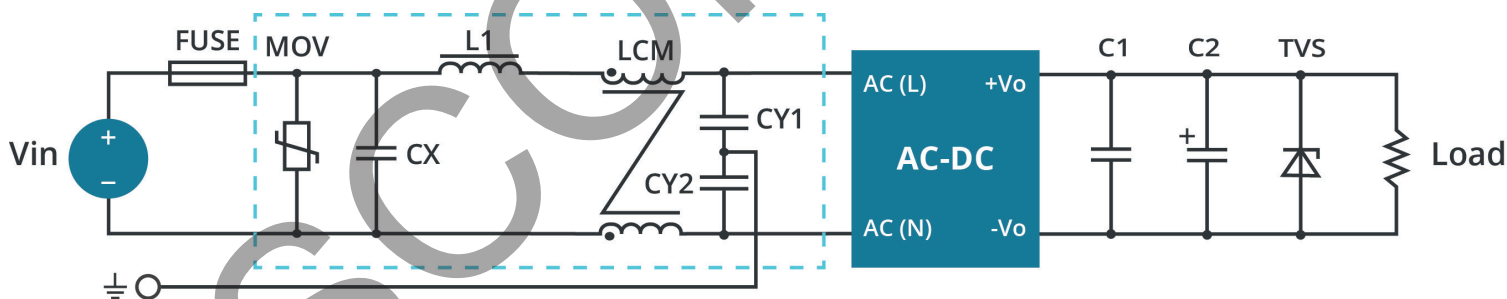 FUSE
MOV
L1
LCM
C1
C2
TVS
AC (L)
+Vo
CY1
+
Vin
CX
AC-DC
+
Load
–
CY2
AC (N)
-Vo